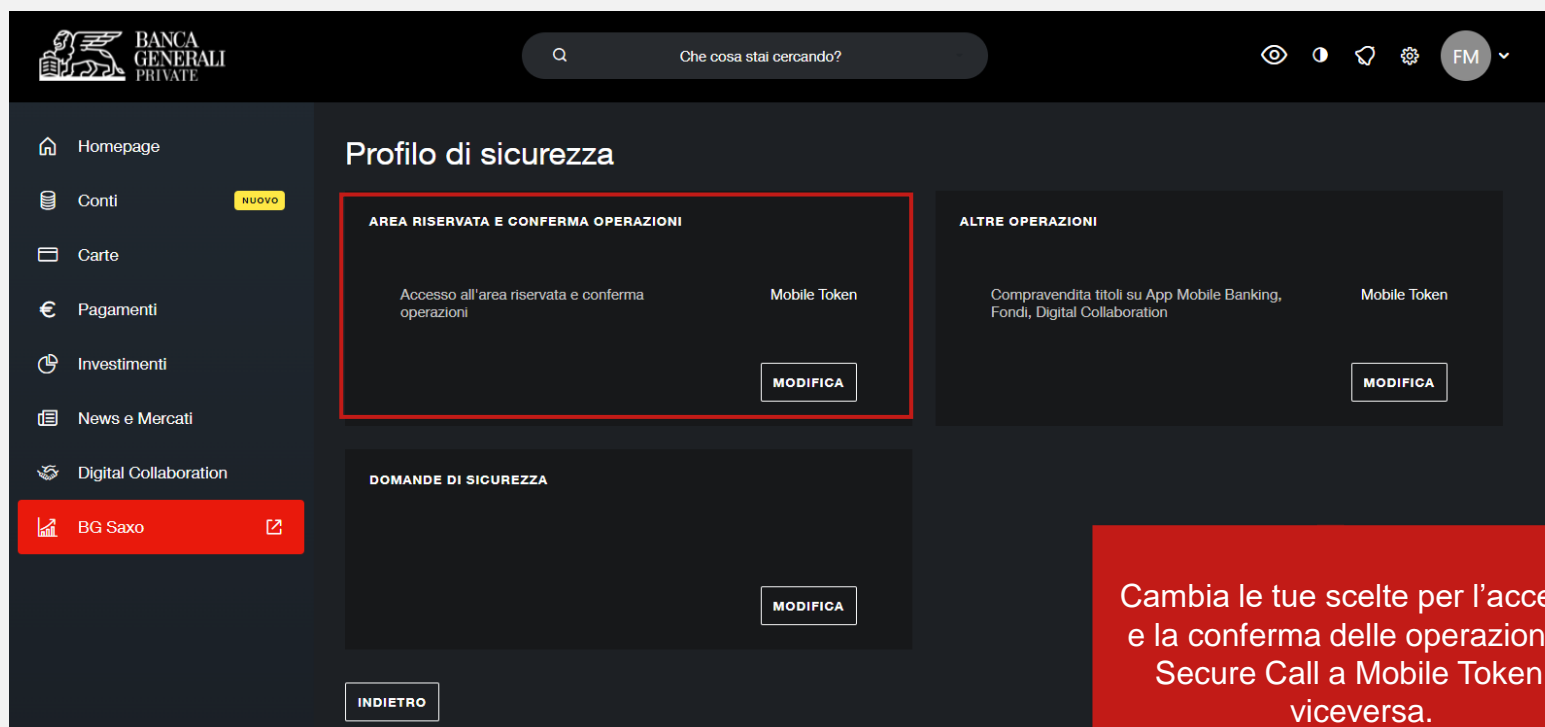 BANCA
GENERALI
PRIVATE
Che cosa stai cercando?
FM
Homepage
Conti
NUOVO
Carte
Pagamenti
Investimenti
News e Mercati
Digital Collaboration
BG Saxo
Profilo di sicurezza
AREA RISERVATA E CONFERMA OPERAZIONI
Accesso all'area riservata e conferma
operazioni
Mobile Token
MODIFICA
ALTRE OPERAZIONI
Compravendita titoli su App Mobile Banking,
Fondi, Digital Collaboration
Mobile Token
MODIFICA
DOMANDE DI SICUREZZA
MODIFICA
INDIETRO
Cambia le tue scelte per
e la conferma delle
Secure Call a Mobile Token
viceversa.